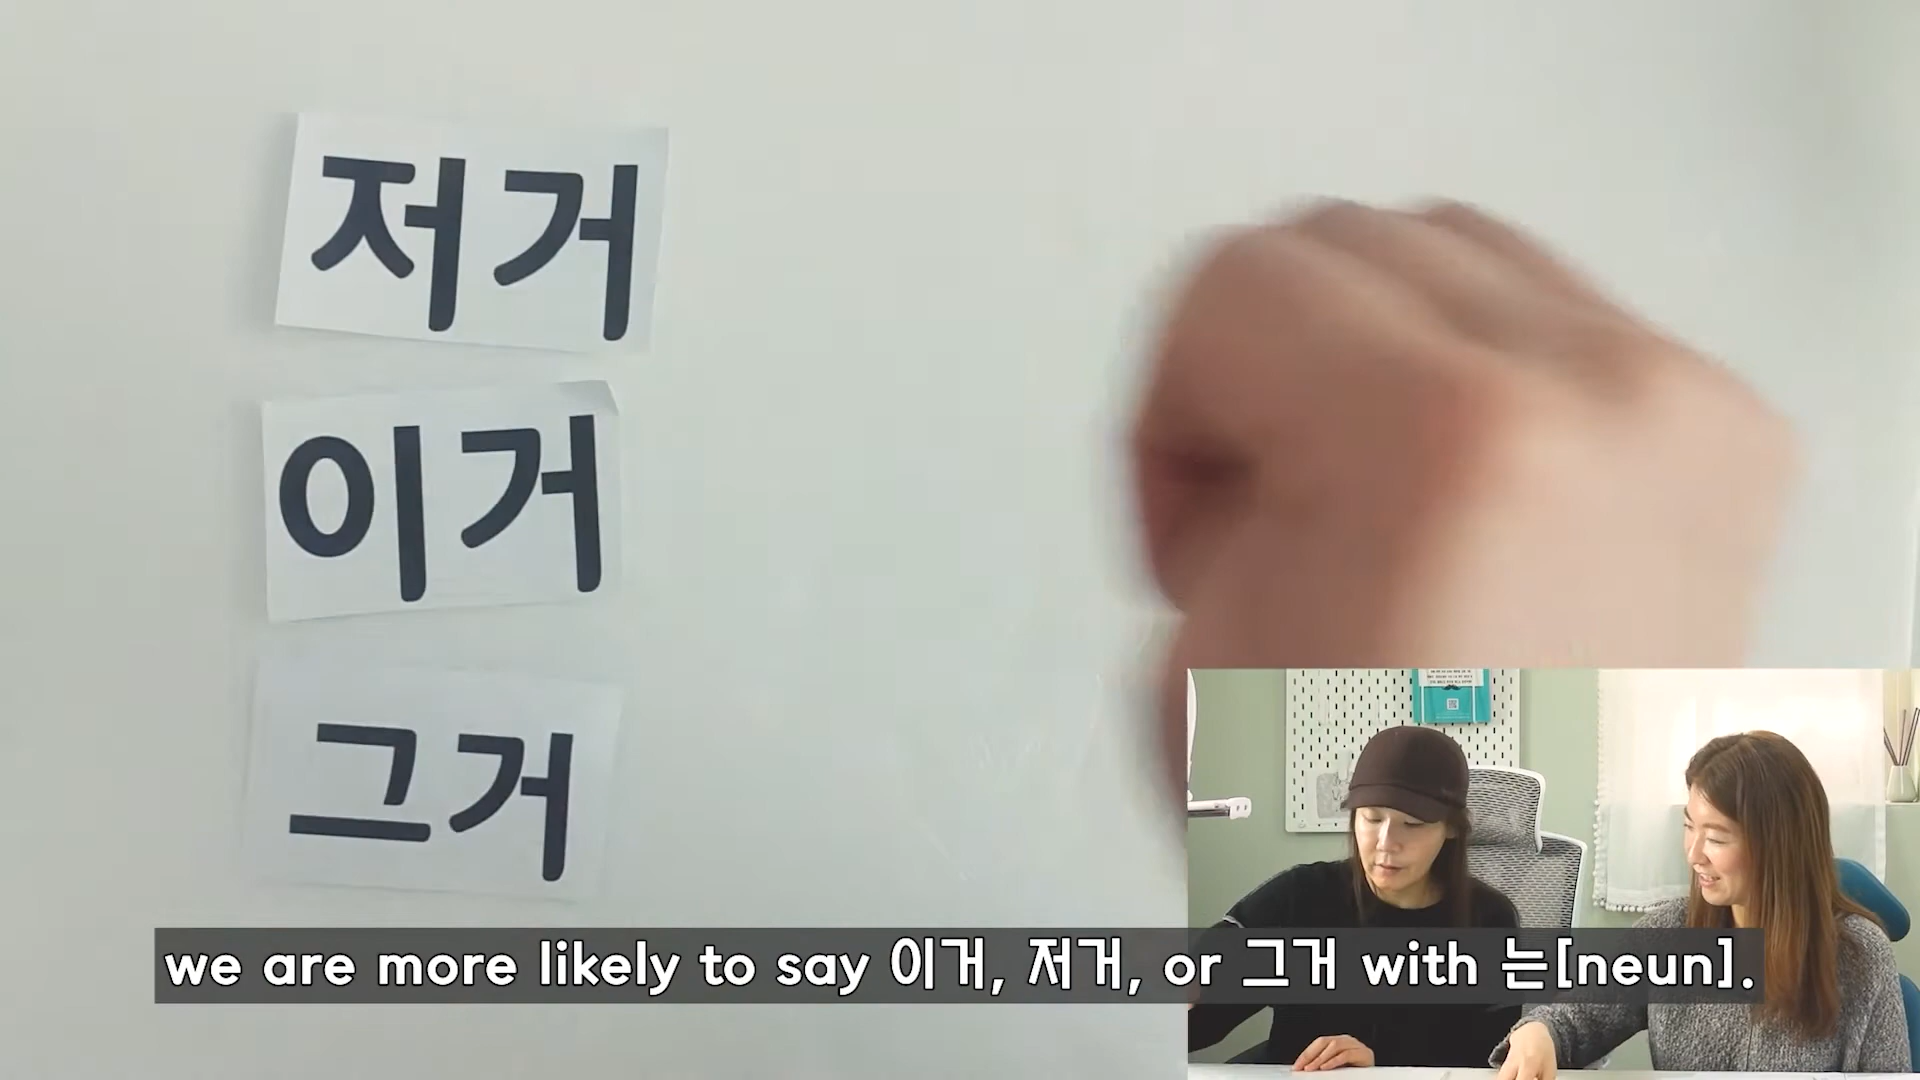 저거
이거
그거
we are more likely to say 이거, 저거, or 그거 with 는[neun].